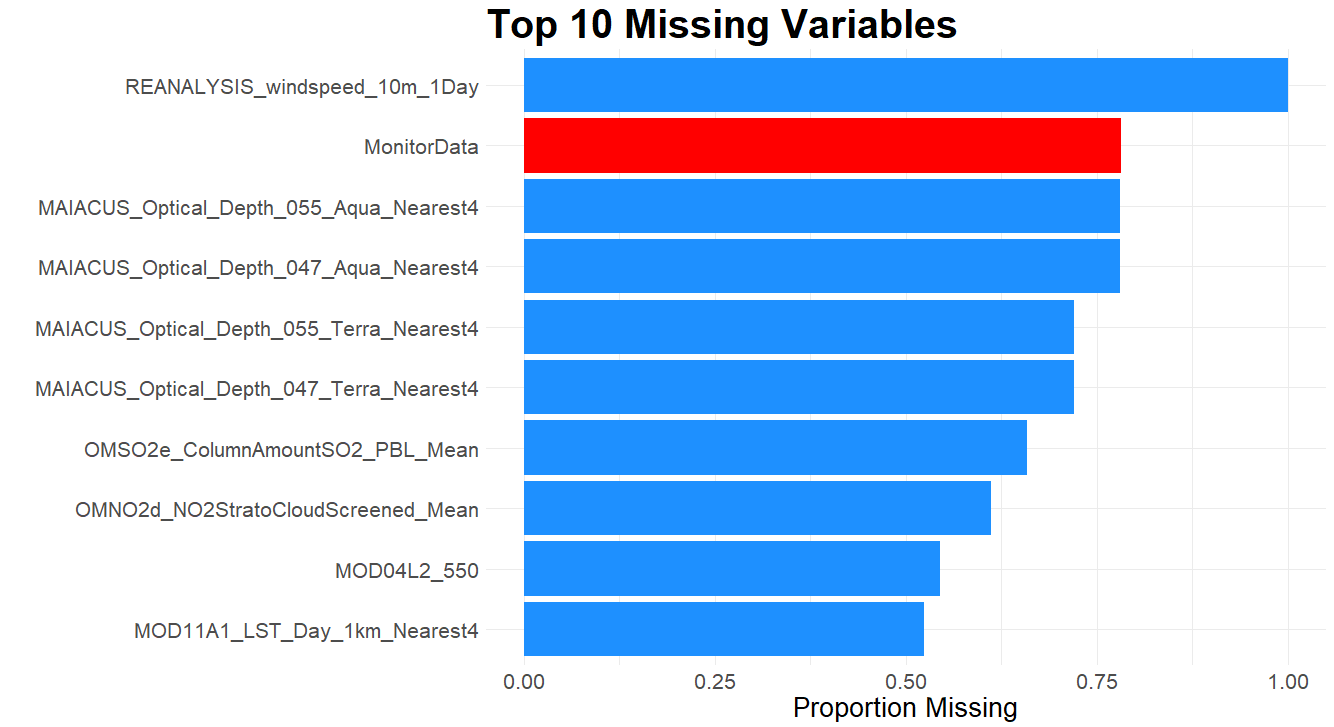 Top 10 Missing Variables
REANALYSIS_windspeed_10m_1Day
MonitorData
MAIACUS_Optical_Depth_055_Aqua_Nearest4
MAIACUS_Optical_Depth_047_Aqua_Nearest4
MAIACUS_Optical_Depth_055_Terra_Nearest4
MAIACUS_Optical_Depth_047_Terra_Nearest4
OMSO2e_ColumnAmountSO2_PBL_Mean
OMNO2d_NO2StratoCloudScreened_Mean
MOD04L2_550
MOD11A1_LST_Day_1km_Nearest4
0.00 0.25 0.50 0.75 1.00
Proportion Missing